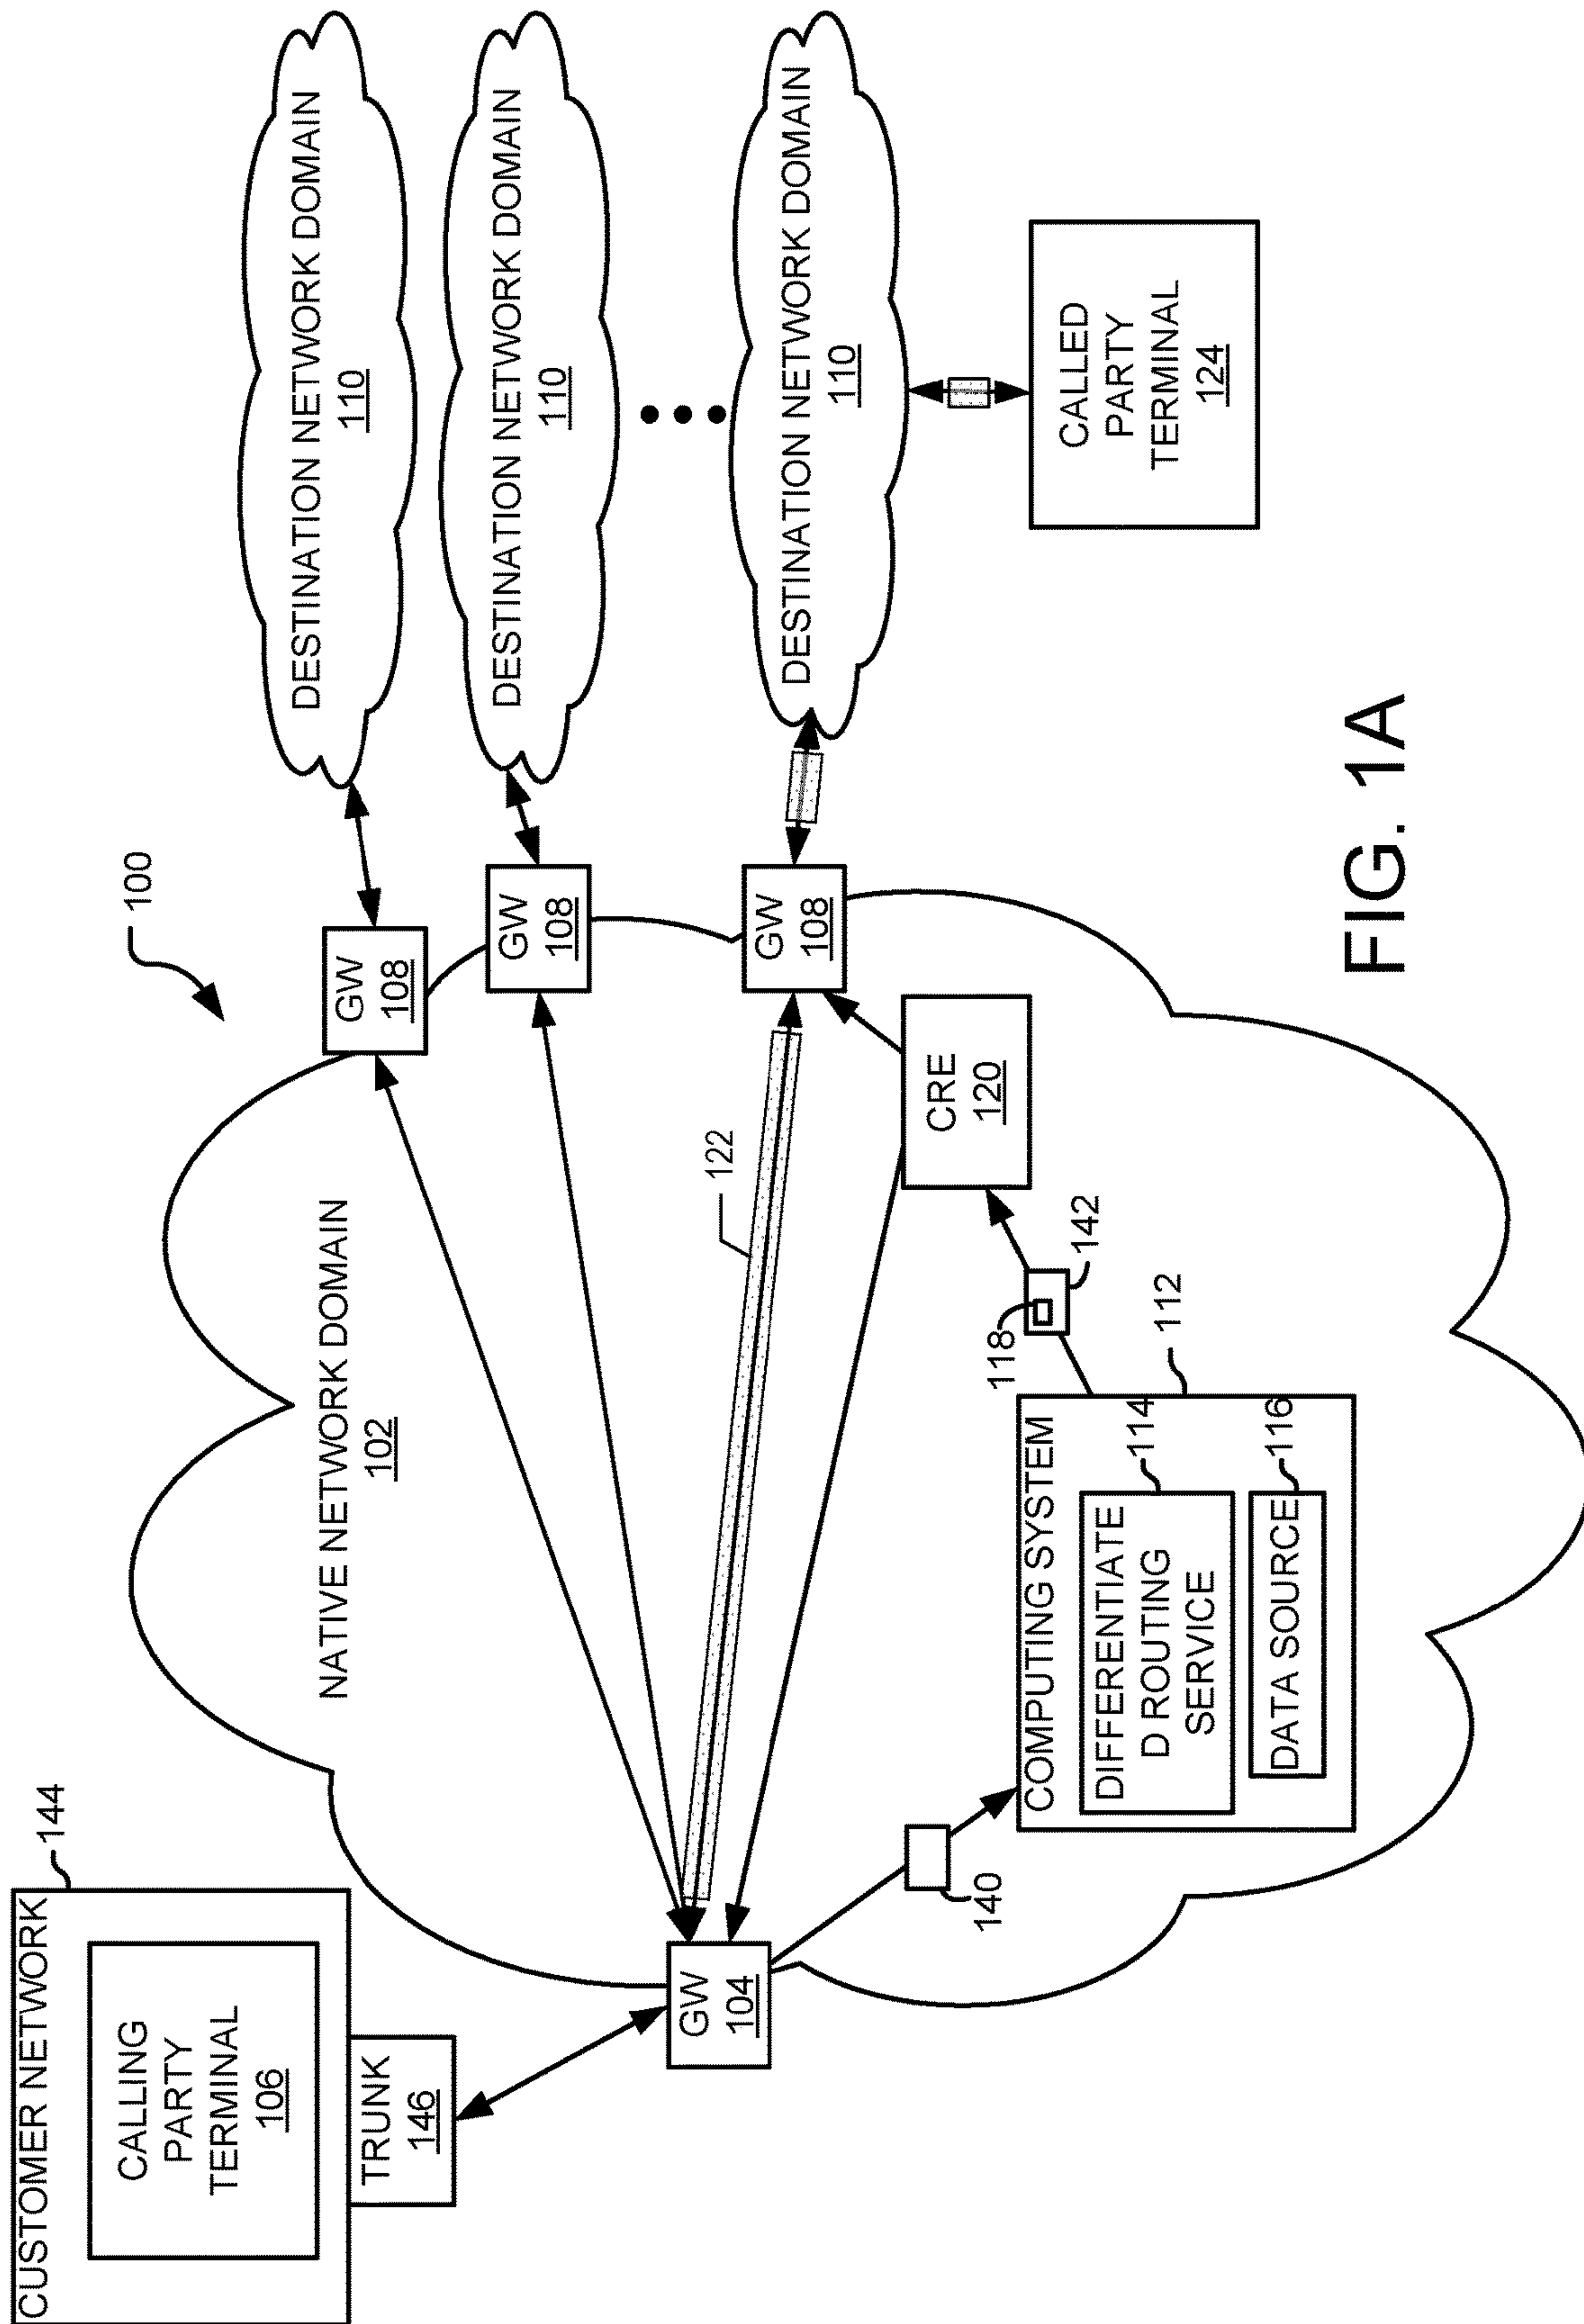 CUSTOMER NETWORK
144
CALLING
PARTY
TERMINAL
106
TRUNK
146
100
NATIVE NETWORK DOMAIN
102
GW
104
GW
108
GW
108
GW
108
DESTINATION NETWORK DOMAIN
110
DESTINATION NETWORK DOMAIN
110
DESTINATION NETWORK DOMAIN
110
122
CRE
120
118
142
140
112
COMPUTING SYSTEM
DIFFERENTIATE
D ROUTING
SERVICE
114
DATA SOURCE
116
CALLED
PARTY
TERMINAL
124
FIG. 1A